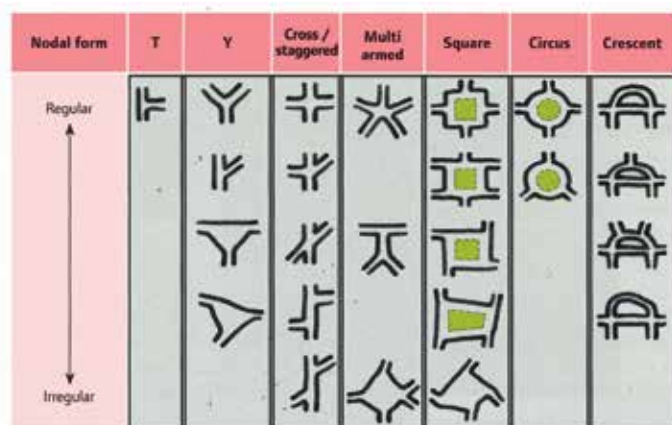 Nodal form
T
Y
Cross /
staggered
Multi
armed
Square
Circus
Crescent
Regular
Irregular